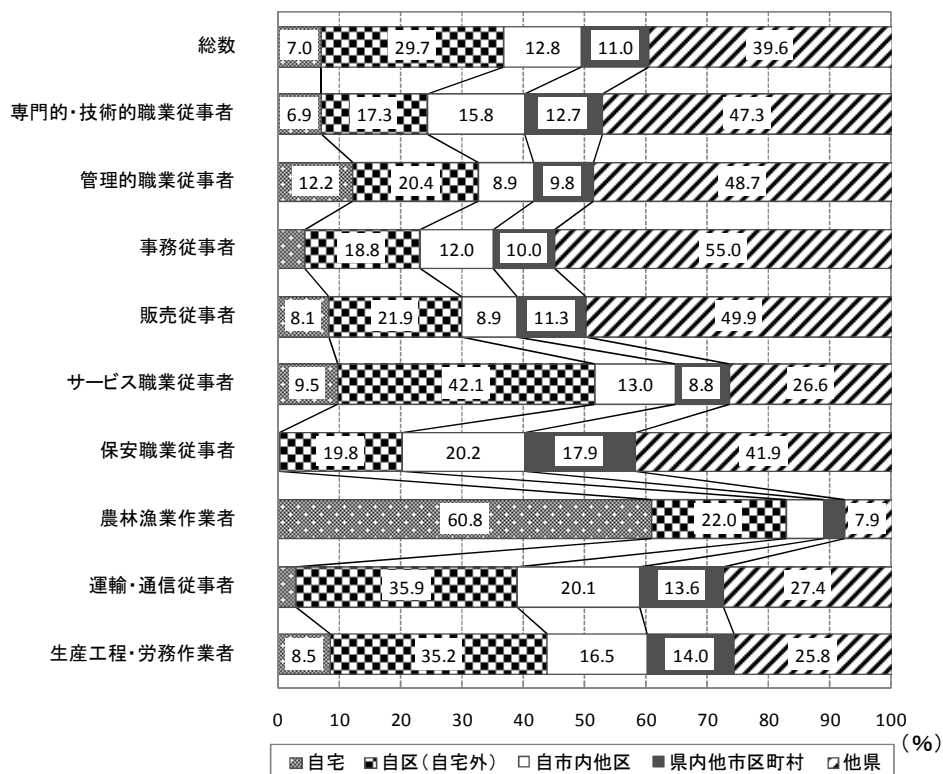 総数 7.0 29.7 12.8 11.0 39.6
専門的・技術的職業従事者 6.9 17.3 15.8 12.7 47.3
管理的職業従事者 12.2 20.4 8.9 9.8 48.7
事務従事者 18.8 12.0 10.0 55.0
販売従事者 8.1 21.9 8.9 11.3 49.9
サービス職業従事者 9.5 42.1 13.0 8.8 26.6
保安職業従事者 19.8 20.2 17.9 41.9
農林漁業作業者 60.8 22.0 7.9
運輸・通信従事者 35.9 20.1 13.6 27.4
生産工程・労務作業者 8.5 35.2 16.5 14.0 25.8
0 10 20 30 40 50 60 70 80 90 100
(%)
自宅 自区(自宅外) 自市内他区 県内他市区町村 他県